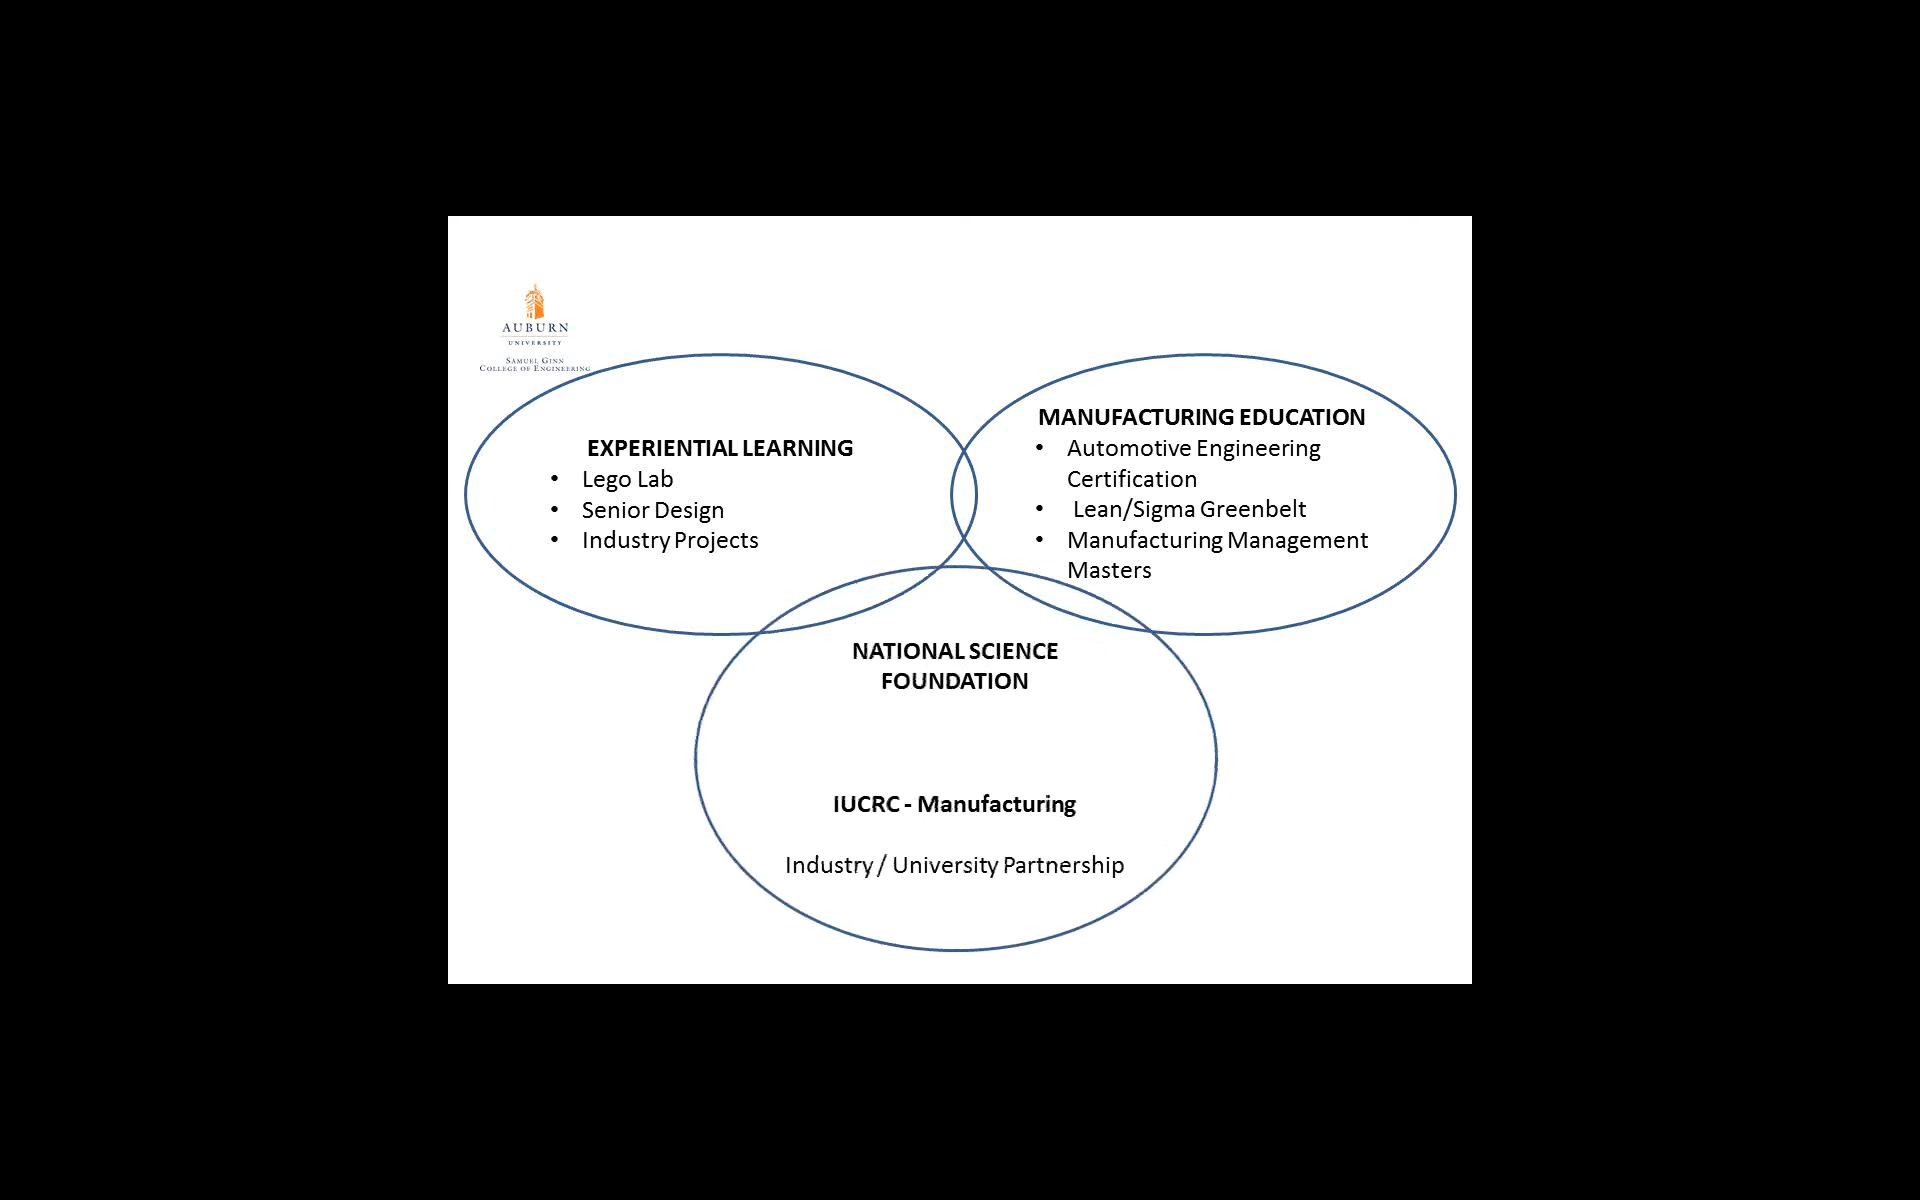 AUBURN
UNIVERSITY
SAMUEL GINN
COLLEGE OF ENGINEERING
EXPERIENTIAL LEARNING
• Lego Lab
• Senior Design
• Industry Projects
MANUFACTURING EDUCATION
• Automotive Engineering
Certification
• Lean/Sigma Greenbelt
• Manufacturing Management
Masters
NATIONAL SCIENCE
FOUNDATION
IUCRC - Manufacturing
Industry / University Partnership